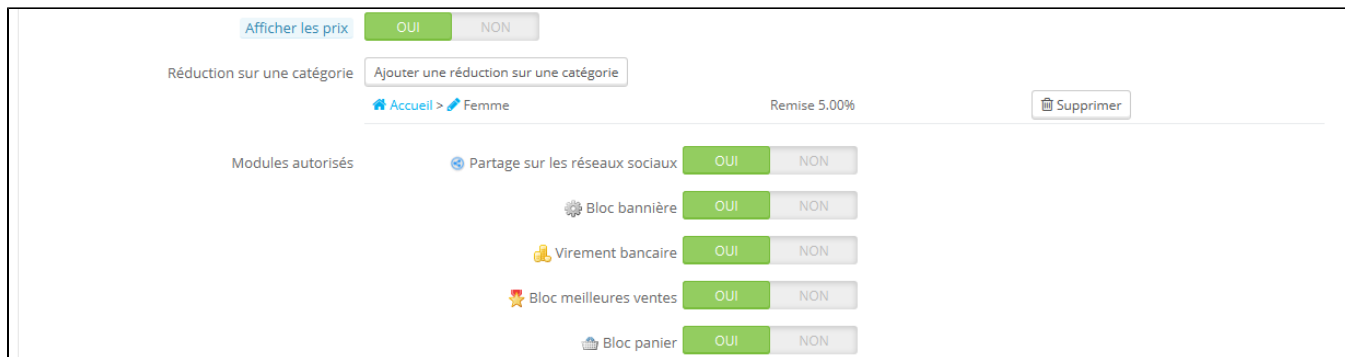 Afficher les prix OUI NON
Réduction sur une catégorie Ajouter une réduction sur une catégorie
Accueil > Femme Remise 5.00% Supprimer
Modules autorisés Partage sur les réseaux sociaux OUI NON
Bloc bannière OUI NON
Virement bancaire OUI NON
Bloc meilleures ventes OUI NON
Bloc panier OUI NON